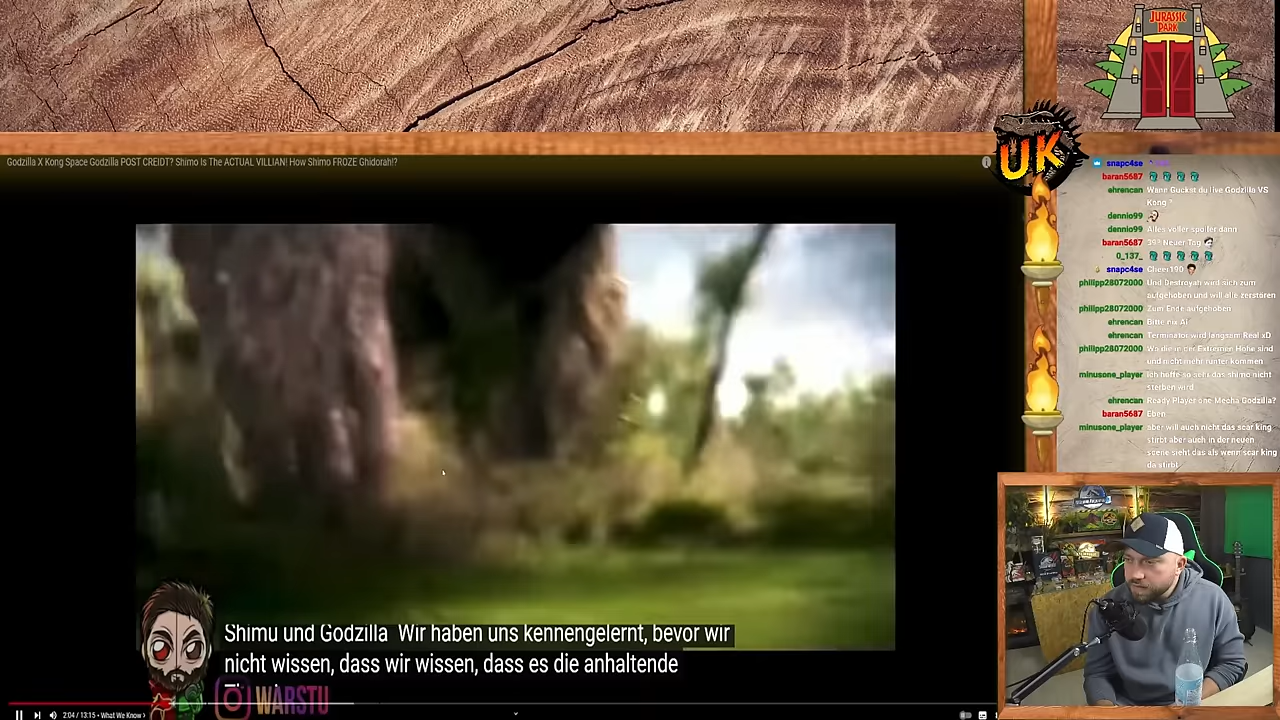 JURASSIC
PARK
Godzilla X Kong Space Godzilla POST CREIDT? Shimo Is The ACTUAL VILLIAN! How Shimo FROZE Ghidorah!?
UK
snapc4se
baran5687
ehrencan Wann Guckst du live Godzilla VS
Kong ?
dennio99
dennio99 Alles voller spoiler dann
baran5687 39? Neuer Tag
0_137_
snapc4se Cheer190
philipp28072000 Und Destroyah wird sich zum
aufgehoben und will alle zerstören
philipp28072000 Zum Ende aufgehoben
ehrencan Bitte nix Ai
ehrencan Terminator wird langsam Real xD
philipp28072000 Wo die in der Extremen Höhe sind
und nicht mehr runter kommen
minusone_player Ich hoffe so sehr das shimo nicht
sterben wird
ehrencan Ready Player one Mecha Godzilla?
baran5687 Eben
minusone_player aber will auch nicht das scar king
stirbt aber auch in der neuen
scene sieht das als wenn scar king
da stirbt
Shimu und Godzilla Wir haben uns kennengelernt, bevor wir
nicht wissen, dass wir wissen, dass es die anhaltende
WARSTU
2:04 / 13:15 • What We Know ›